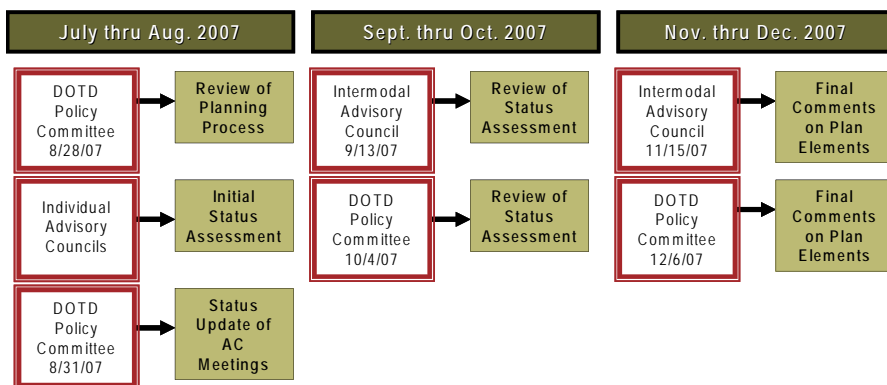 July thru Aug. 2007
DOTD
Policy
Committee
8/28/07
Review of
Planning
Process
Individual
Advisory
Councils
Initial
Status
Assessment
DOTD
Policy
Committee
8/31/07
Status
Update of
AC
Meetings
Sept. thru Oct. 2007
Intermodal
Advisory
Council
9/13/07
Review of
Status
Assessment
DOTD
Policy
Committee
10/4/07
Review of
Status
Assessment
Nov. thru Dec. 2007
Intermodal
Advisory
Council
11/15/07
Final
Comments
on Plan
Elements
DOTD
Policy
Committee
12/6/07
Final
Comments
on Plan
Elements